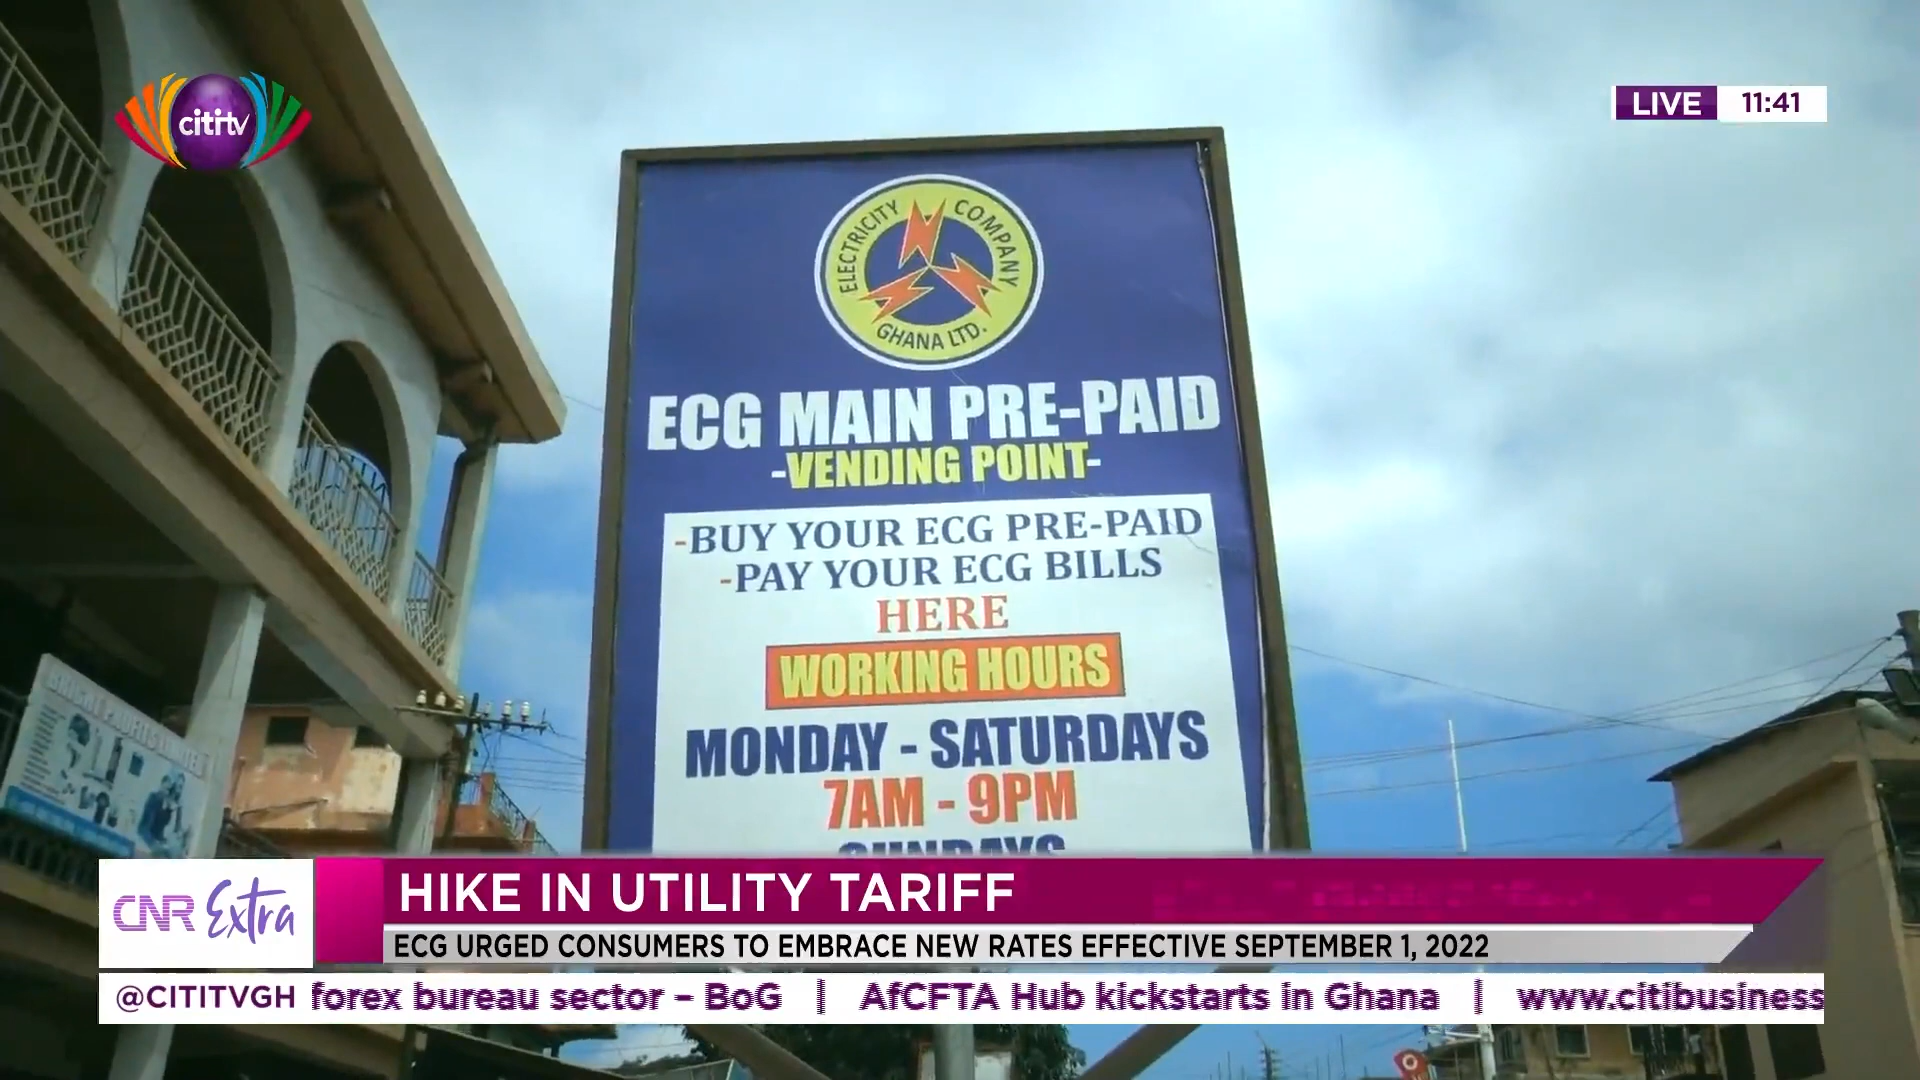 citi tv
LIVE 11:41
ELECTRICITY COMPANY
GHANA LTD.
ECG MAIN PRE-PAID
-VENDING POINT-
-BUY YOUR ECG PRE-PAID
-PAY YOUR ECG BILLS
HERE
WORKING HOURS
MONDAY - SATURDAYS
7AM - 9PM
SUNDAYS
CNR Extra
HIKE IN UTILITY TARIFF
ECG URGED CONSUMERS TO EMBRACE NEW RATES EFFECTIVE SEPTEMBER 1, 2022
@CITITVGH forex bureau sector – BoG | AfCFTA Hub kickstarts in Ghana | www.citibusiness